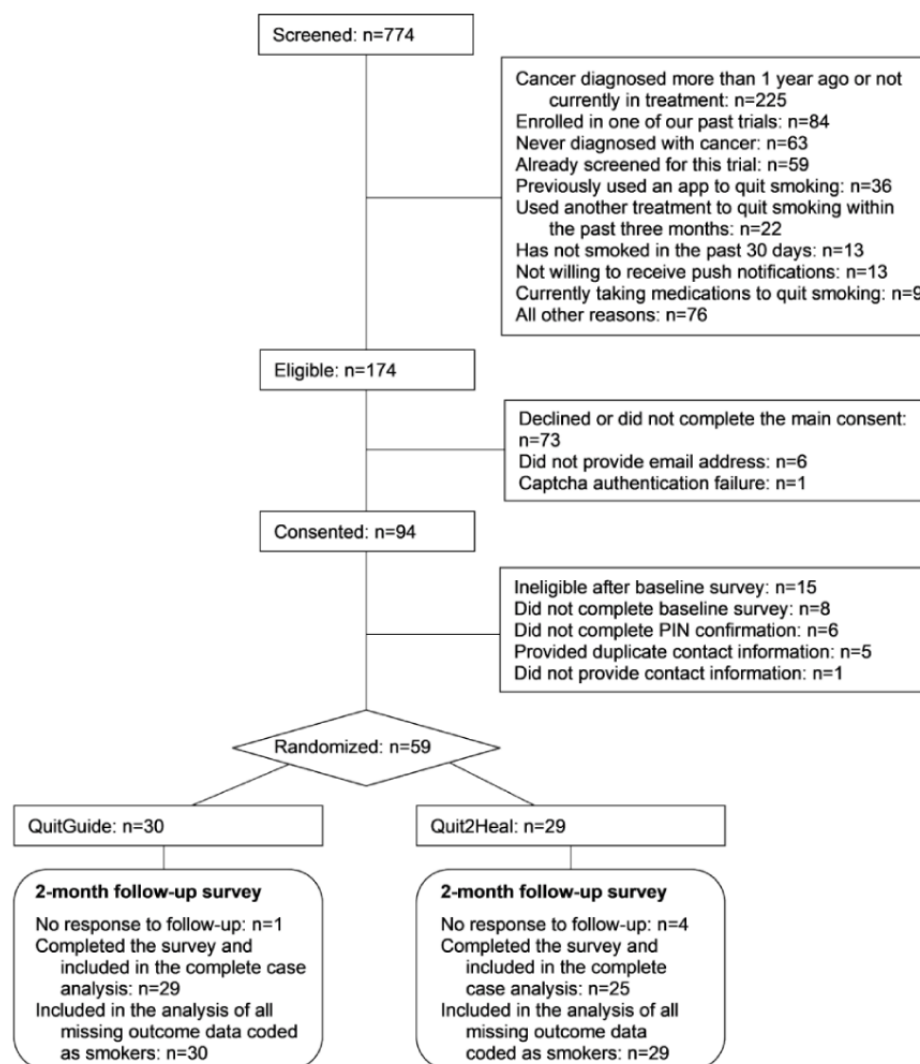 Screened: n=774
Cancer diagnosed more than 1 year ago or not
currently in treatment: n=225
Enrolled in one of our past trials: n=84
Never diagnosed with cancer: n=63
Already screened for this trial: n=59
Previously used an app to quit smoking: n=36
Used another treatment to quit smoking within
the past three months: n=22
Has not smoked in the past 30 days: n=13
Not willing to receive push notifications: n=13
Currently taking medications to quit smoking: n=9
All other reasons: n=76
Eligible: n=174
Declined or did not complete the main consent:
n=73
Did not provide email address: n=6
Captcha authentication failure: n=1
Consented: n=94
Ineligible after baseline survey: n=15
Did not complete baseline survey: n=8
Did not complete PIN confirmation: n=6
Provided duplicate contact information: n=5
Did not provide contact information: n=1
Randomized: n=59
QuitGuide: n=30
2-month follow-up survey
No response to follow-up: n=1
Completed the survey and
included in the complete case
analysis: n=29
Included in the analysis of all
missing outcome data coded
as smokers: n=30
Quit2Heal: n=29
2-month follow-up survey
No response to follow-up: n=4
Completed the survey and
included in the complete
case analysis: n=25
Included in the analysis of all
missing outcome data
coded as smokers: n=29